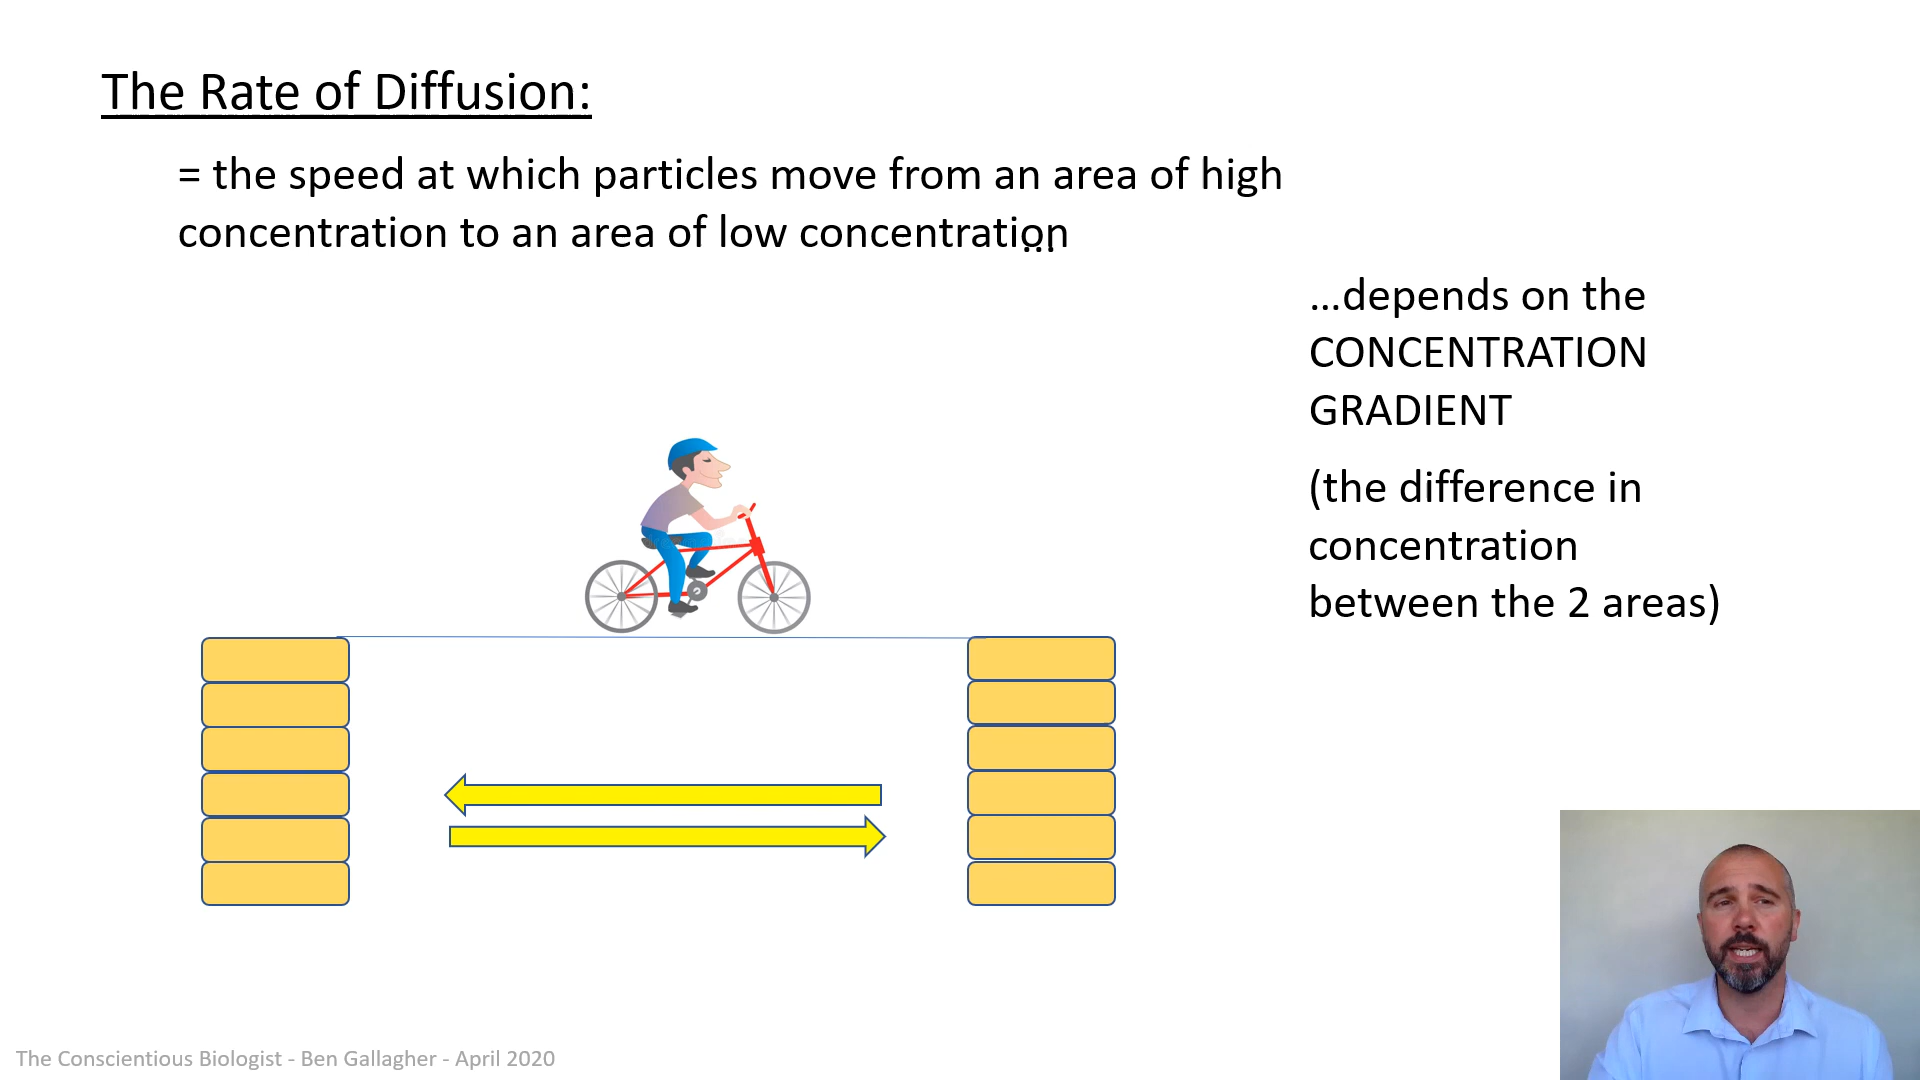 The Rate of Diffusion:
= the speed at which particles move from an area of high
concentration to an area of low concentration
...
...depends on the
CONCENTRATION
GRADIENT
(the difference in
concentration
between the 2 areas)
The Conscientious Biologist - Ben Gallagher - April 2020